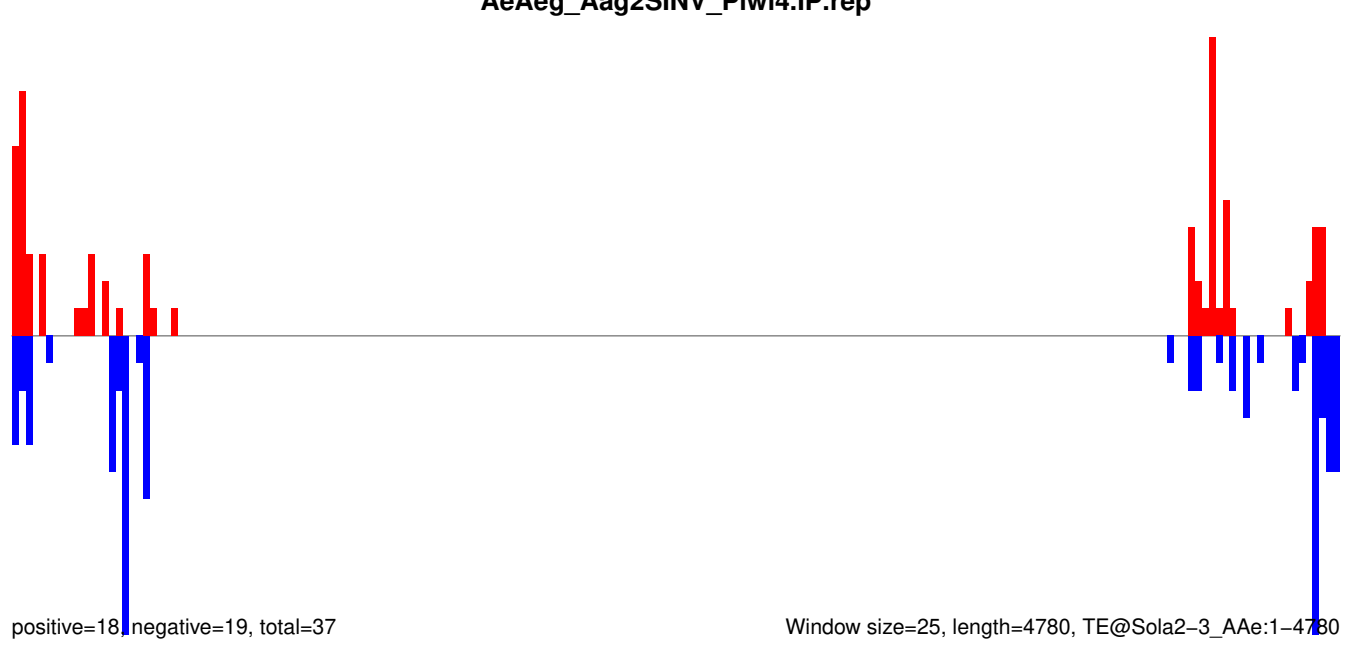 AeAeg_Aag2SINV_Piwi4.IP.rep
positive=18, negative=19, total=37
Window size=25, length=4780, TE@Sola2−3_AAe:1−4780